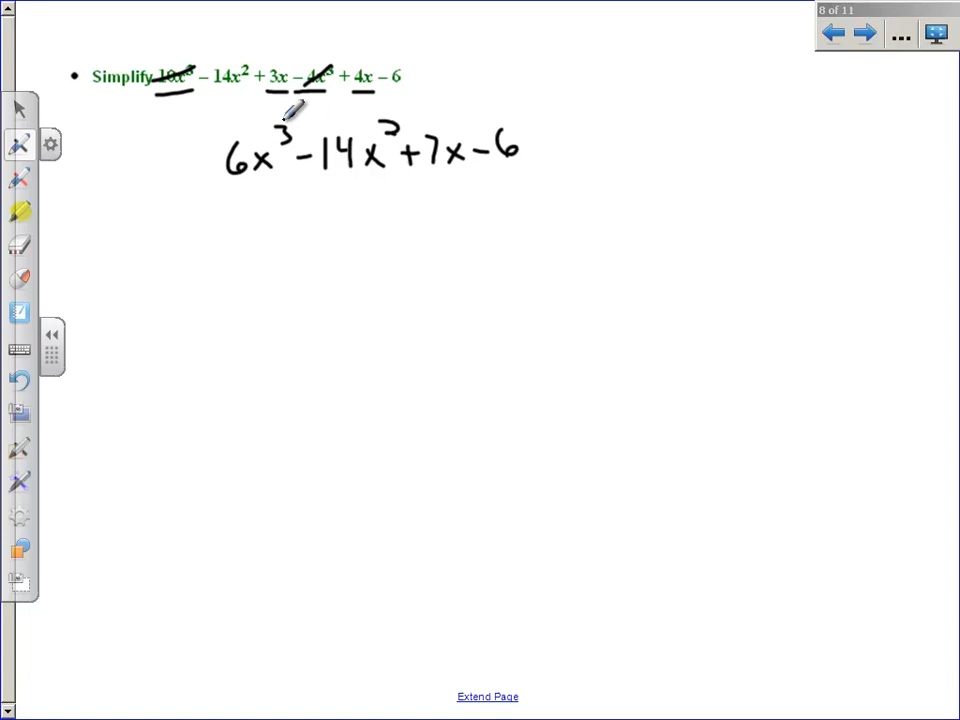 8 of 11
• Simplify 10x³ – 14x² + 3x – 4x³ + 4x – 6
6x³ - 14x² + 7x - 6
Extend Page